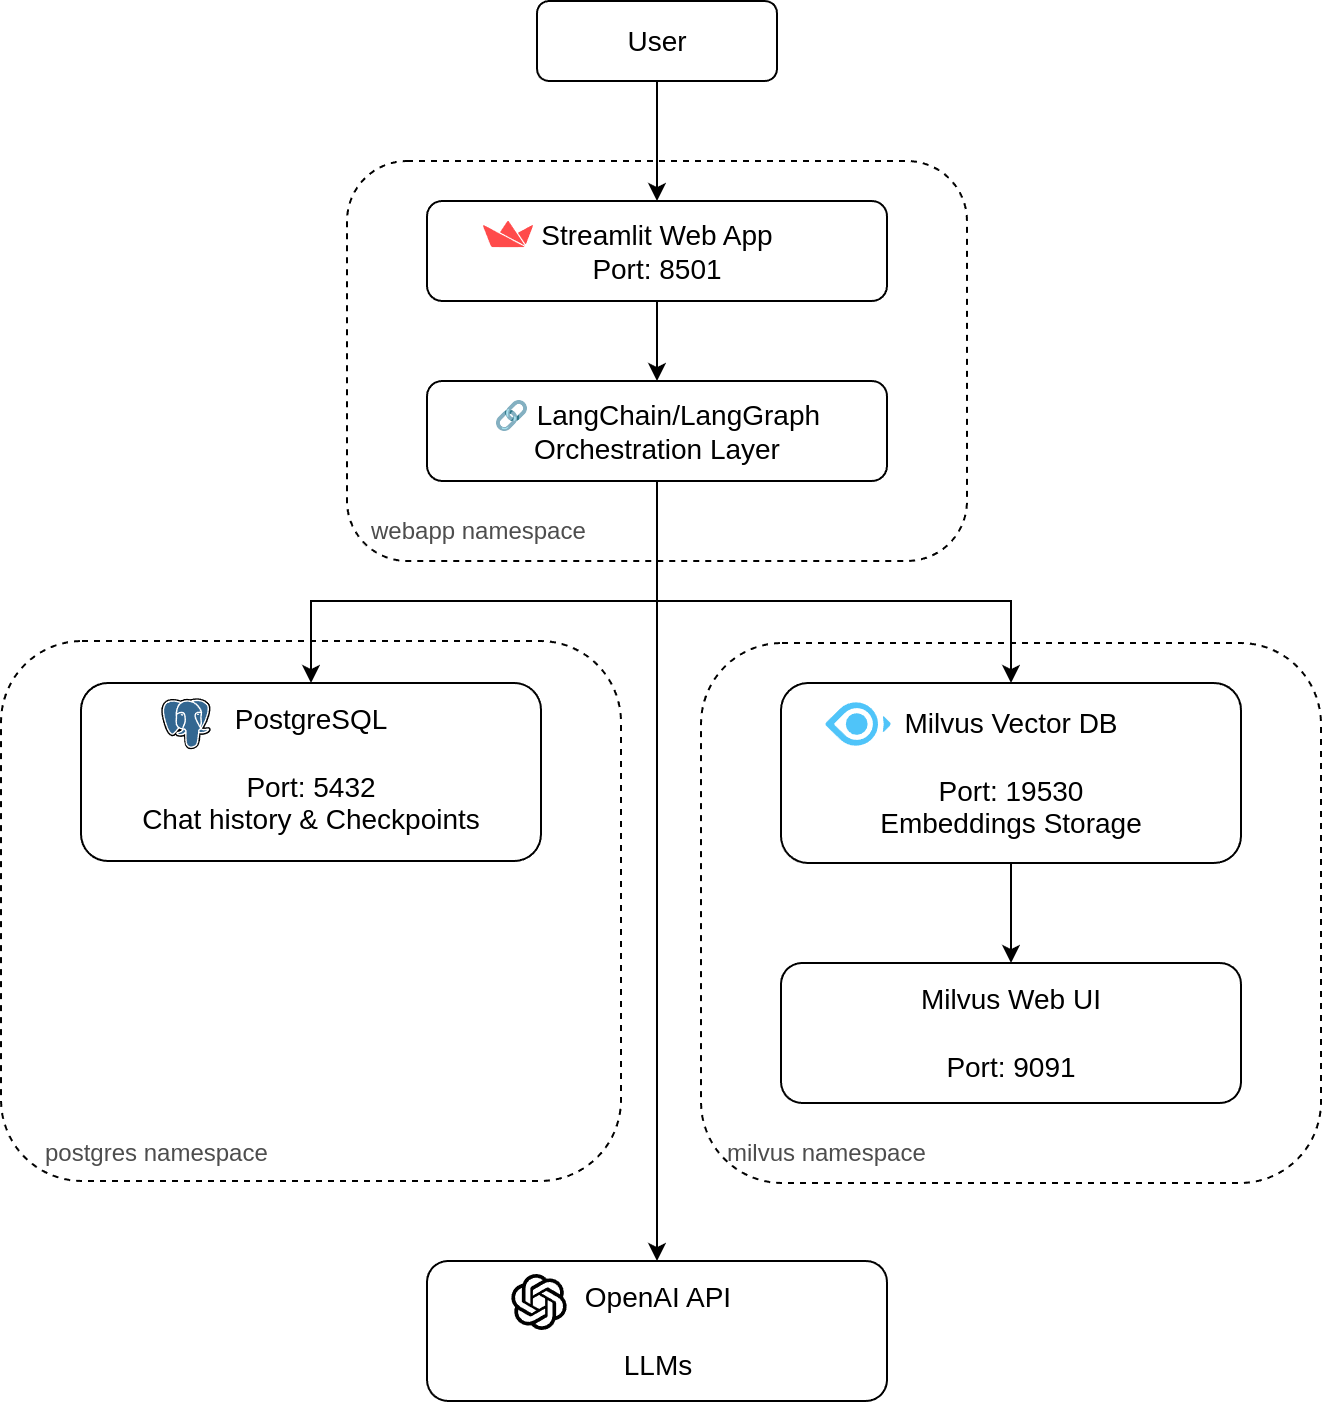 User
Streamlit Web App
Port: 8501
🔗 LangChain/LangGraph
Orchestration Layer
webapp namespace
PostgreSQL
Port: 5432
Chat history & Checkpoints
postgres namespace
Milvus Vector DB
Port: 19530
Embeddings Storage
Milvus Web UI
Port: 9091
milvus namespace
OpenAI API
LLMs